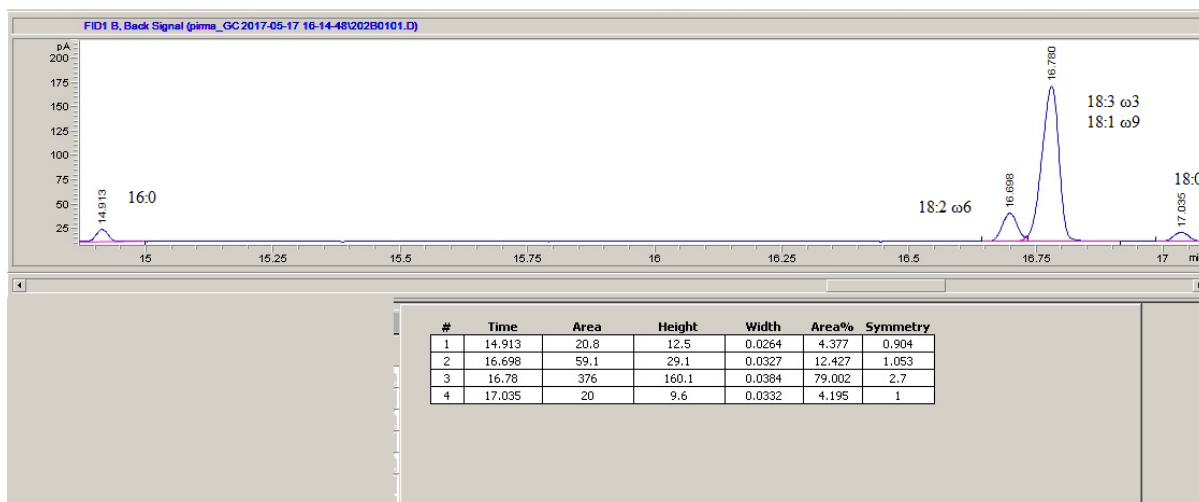 FID1 B, Back Signal (pirma_GC 2017-05-17 16-14-48\202B0101.D)
pA
200
175
150
125
100
75
50
25
14.913
16:0
18:2 ω6
16.698
16.780
18:3 ω3
18:1 ω9
18:0
17.035
15 15.25 15.5 15.75 16 16.25 16.5 16.75 17
# Time Area Height Width Area% Symmetry
1 14.913 20.8 12.5 0.0264 4.377 0.904
2 16.698 59.1 29.1 0.0327 12.427 1.053
3 16.78 376 160.1 0.0384 79.002 2.7
4 17.035 20 9.6 0.0332 4.195 1